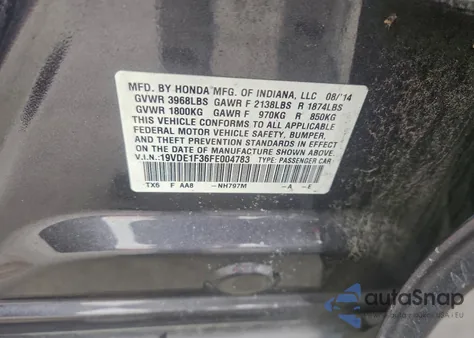 MFD. BY HONDA MFG. OF INDIANA, LLC 08/14
GVWR 3968LBS GAWR F 2138LBS R 1874LBS
GVWR 1800KG GAWR F 970KG R 850KG
THIS VEHICLE CONFORMS TO ALL APPLICABLE
FEDERAL MOTOR VEHICLE SAFETY, BUMPER,
AND THEFT PREVENTION STANDARDS IN EFFECT
ON THE DATE OF MANUFACTURE SHOWN ABOVE.
V.I.N.:19VDE1F36FE004783 TYPE: PASSENGER CAR
TX6 F AA8 -NH797M -A -E
autoSnap